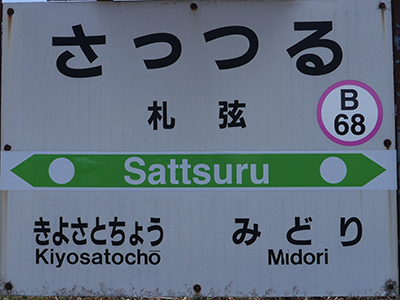 さっつる
札弦
B
68
Sattsuru
きよさとちょう
Kiyosatochō
みどり
Midori